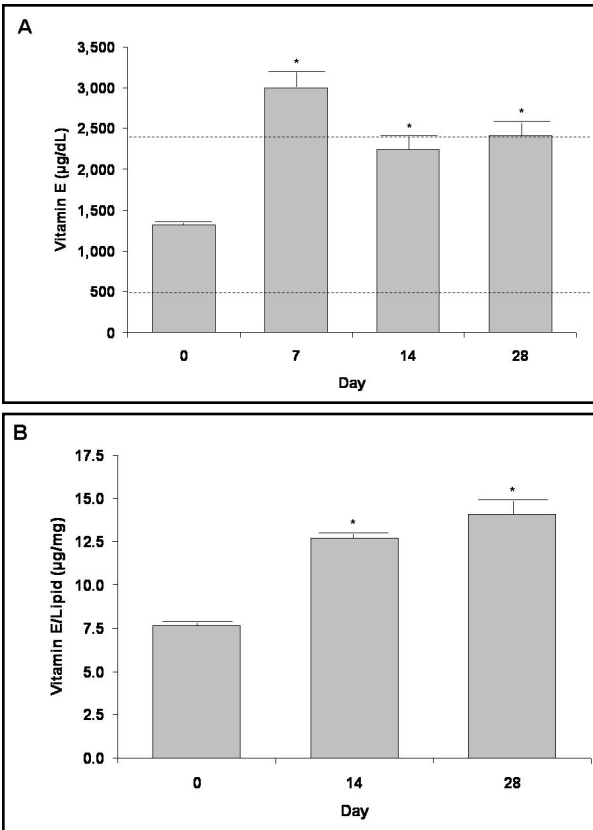 A
3,500
3,000
2,500
2,000
1,500
1,000
500
0
Vitamin E (µg/dL)
*
*
*
0 7 14 28
Day
B
17.5
15.0
12.5
10.0
7.5
5.0
2.5
0.0
Vitamin E/Lipid (µg/mg)
*
*
0 14 28
Day